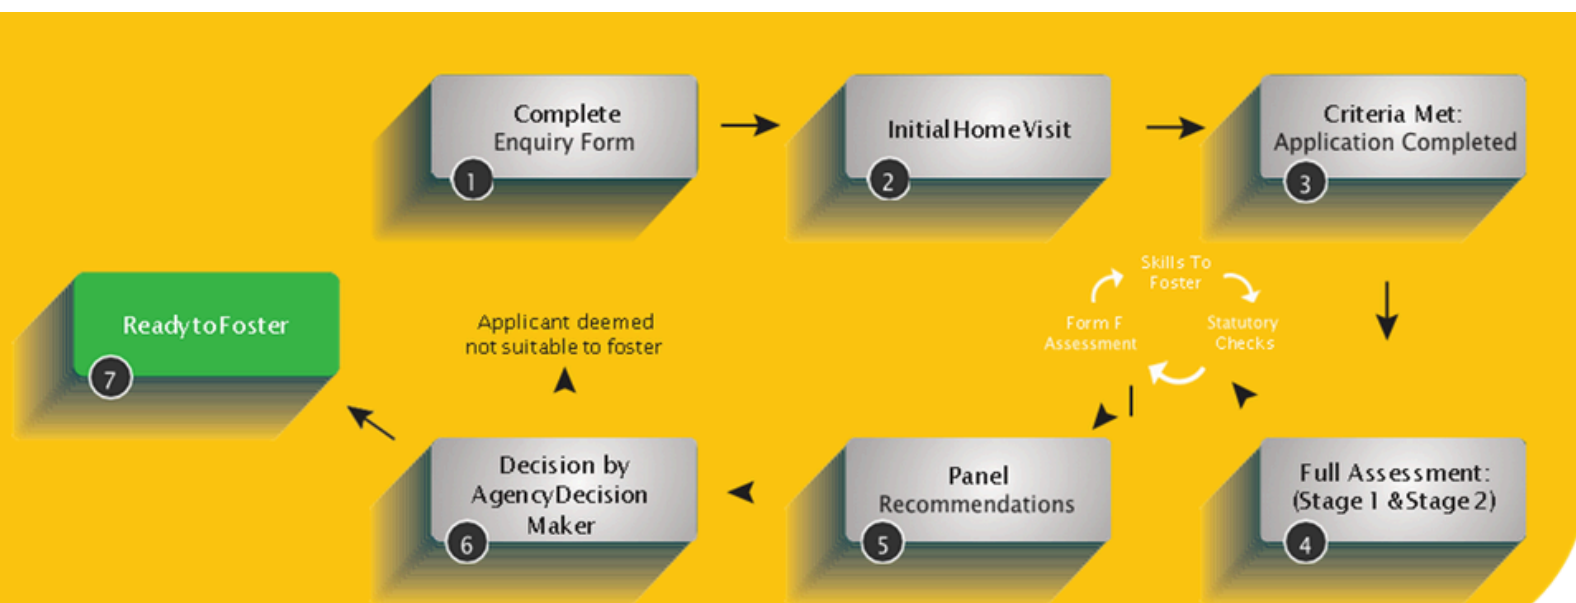 Complete
Enquiry Form
1
Initial Home Visit
2
Criteria Met:
Application Completed
3
Skills To
Foster
Statutory
Checks
Form F
Assessment
Full Assessment:
(Stage 1 & Stage 2)
4
Panel
Recommendations
5
Decision by
Agency Decision
Maker
6
Applicant deemed
not suitable to foster
Ready to Foster
7